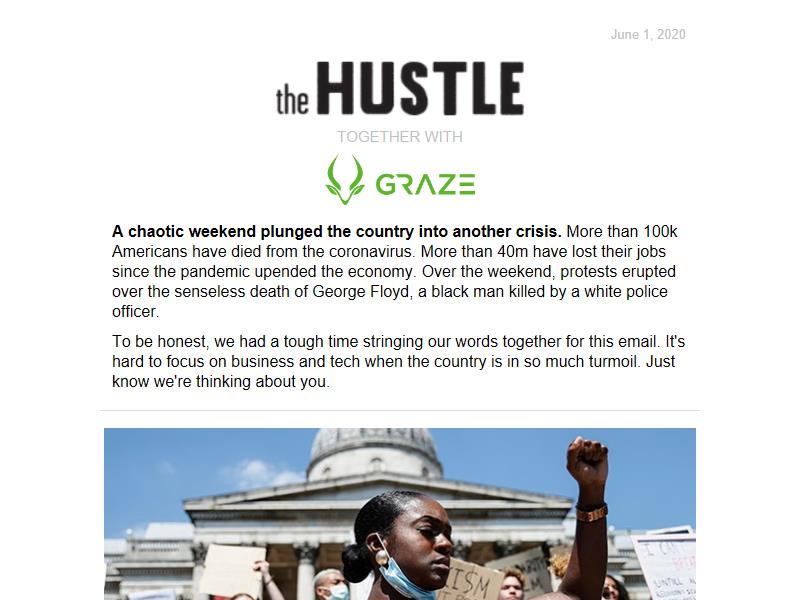 June 1, 2020
the HUSTLE
TOGETHER WITH
GRAZE
A chaotic weekend plunged the country into another crisis. More than 100k
Americans have died from the coronavirus. More than 40m have lost their jobs
since the pandemic upended the economy. Over the weekend, protests erupted
over the senseless death of George Floyd, a black man killed by a white police
officer.
To be honest, we had a tough time stringing our words together for this email. It's
hard to focus on business and tech when the country is in so much turmoil. Just
know we're thinking about you.
I CAN'T
UNTILL